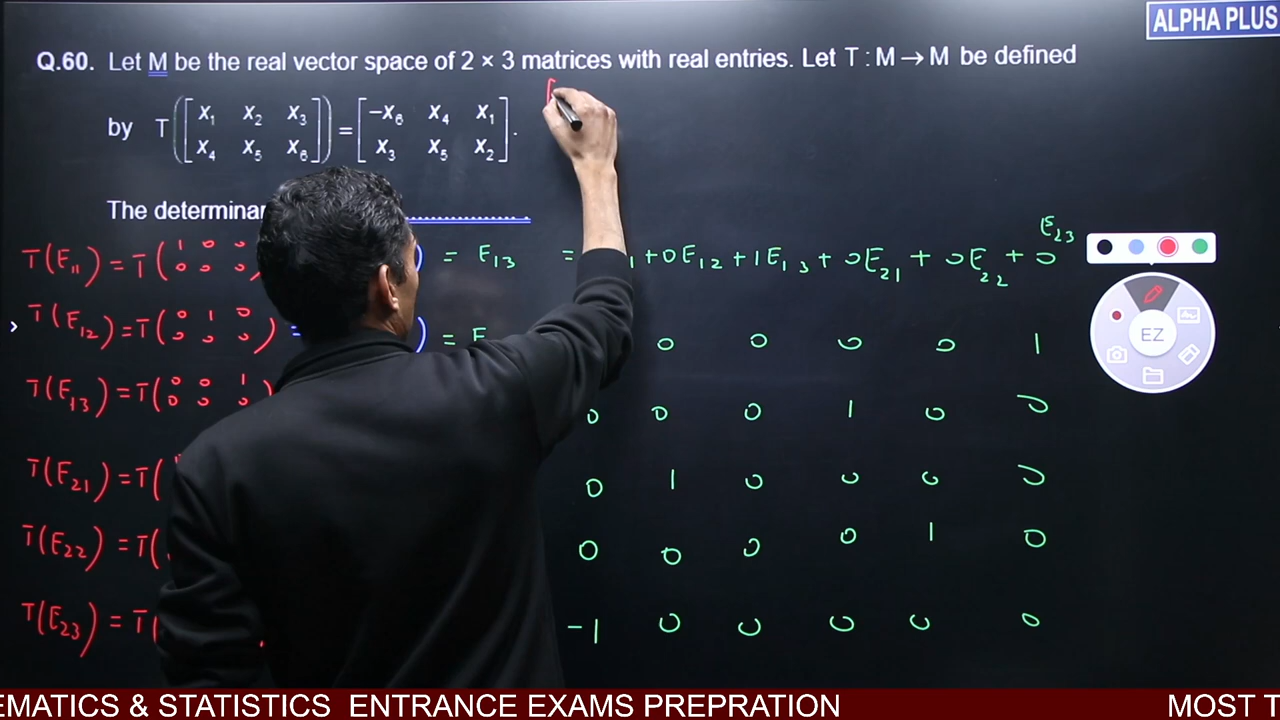 ALPHA PLUS
Q.60. Let M be the real vector space of 2 × 3 matrices with real entries. Let T : M → M be defined
by T([x₁ x₂ x₃
x₄ x₅ x₆]) = [-x₆ x₄ x₁
x₃ x₅ x₂].
The ..................
T(E₁₁) = T(1 0 0
0 0 0 ) = E₁₃ = 1 + 0E₁₂ + 1E₁₃ + 0E₂₁ + 0E₂₂ + 0 E₂₃
T(E₁₂) = T(0 1 0
0 0 0) = ) = E 0 0 0 0 1
T(E₁₃) = T(0 0 1
0 0 0 0 0 0 1 0 0
T(E₂₁) = T( 0 1 0 0 0 0
T(E₂₂) = T( 0 0 0 0 1 0
T(E₂₃) = T( -1 0 0 0 0 0
EZ
EMATICS & STATISTICS ENTRANCE EXAMS PREPRATION MOST T